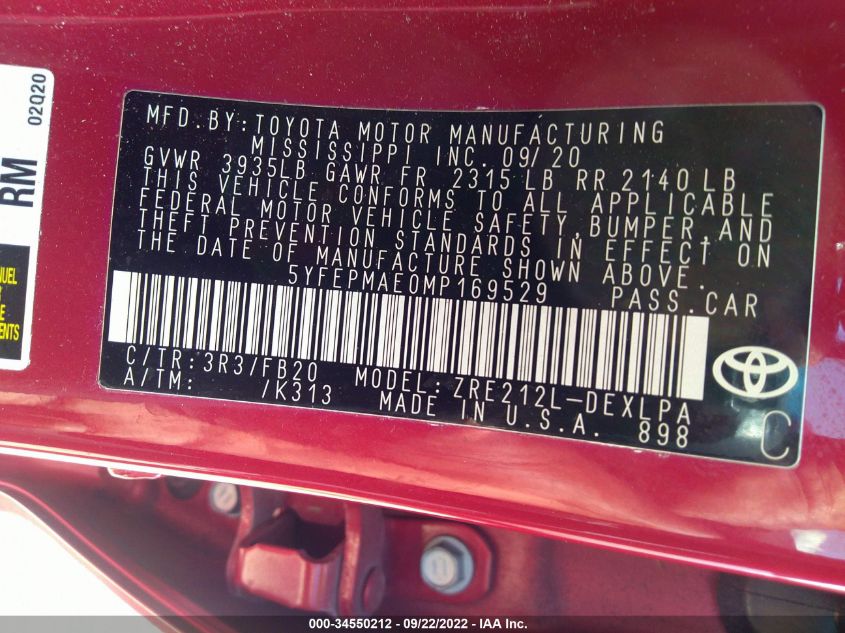 02Q20
RM
NUEL
E
ENTS
MFD.BY:TOYOTA MOTOR MANUFACTURING
MISSISSIPPI INC. 09/20
GVWR 3935LB GAWR FR 2315 LB RR 2140 LB
THIS VEHICLE CONFORMS TO ALL APPLICABLE
FEDERAL MOTOR VEHICLE SAFETY,BUMPER,AND
THEFT PREVENTION STANDARDS IN EFFECT ON
THE DATE OF MANUFACTURE SHOWN ABOVE.
5YFEPMAE0MP169529 PASS.CAR
C/TR:3R3/FB20 MODEL:ZRE212L-DEXLPA
A/TM: /K313 MADE IN U.S.A. 898
C
000-34550212 - 09/22/2022 - IAA Inc.